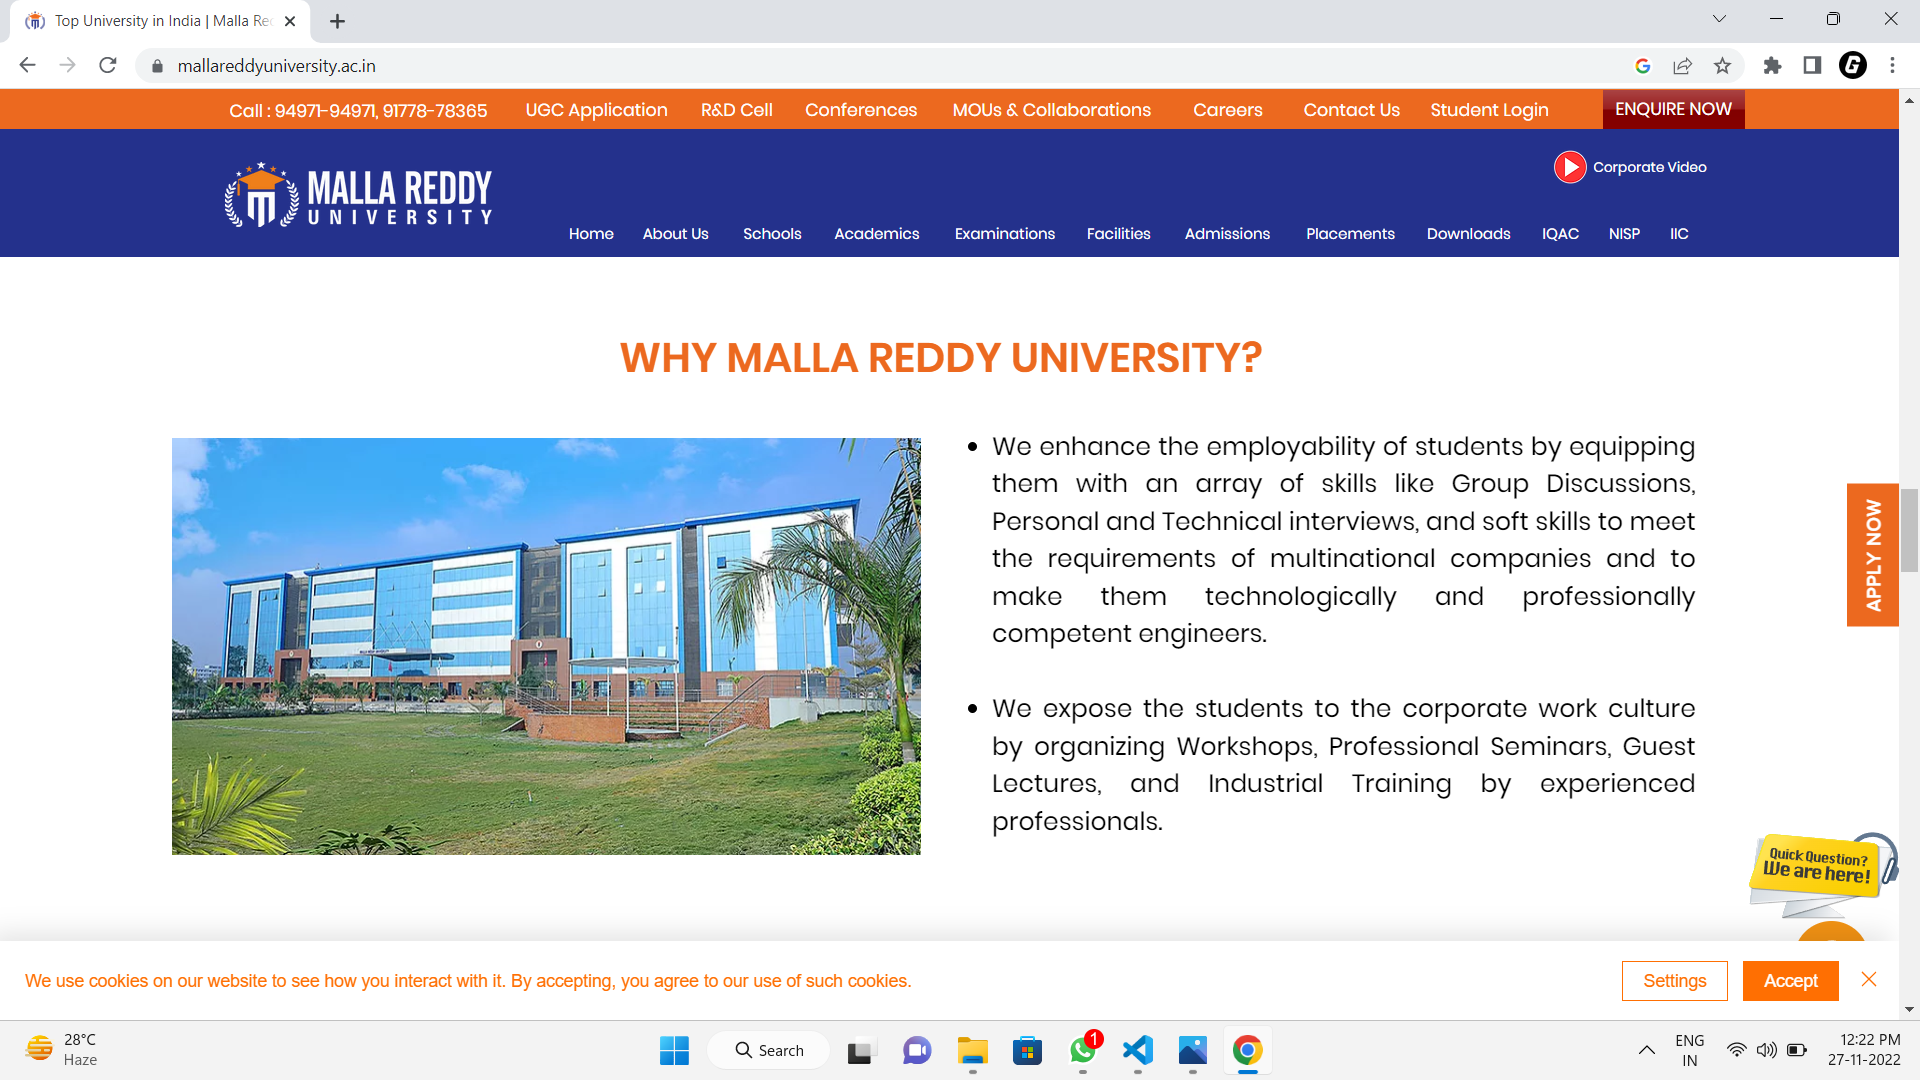 Top University in India | Malla Re
mallareddyuniversity.ac.in
Call : 94971-94971, 91778-78365
UGC Application
R&D Cell
Conferences
MOUs & Collaborations
Careers
Contact Us
Student Login
ENQUIRE NOW
Corporate Video
MALLA REDDY
UNIVERSITY
Home
About Us
Schools
Academics
Examinations
Facilities
Admissions
Placements
Downloads
IQAC
NISP
IIC
WHY MALLA REDDY UNIVERSITY?
We enhance the employability of students by equipping
them with an array of skills like Group Discussions,
Personal and Technical interviews, and soft skills to meet
the requirements of multinational companies and to
make them technologically and professionally
competent engineers.
We expose the students to the corporate work culture
by organizing Workshops, Professional Seminars, Guest
Lectures, and Industrial Training by experienced
professionals.
APPLY NOW
Quick Question?
We are here!
We use cookies on our website to see how you interact with it. By accepting, you agree to our use of such cookies.
Settings
Accept
28°C
Haze
Search
1
ENG
IN
12:22 PM
27-11-2022